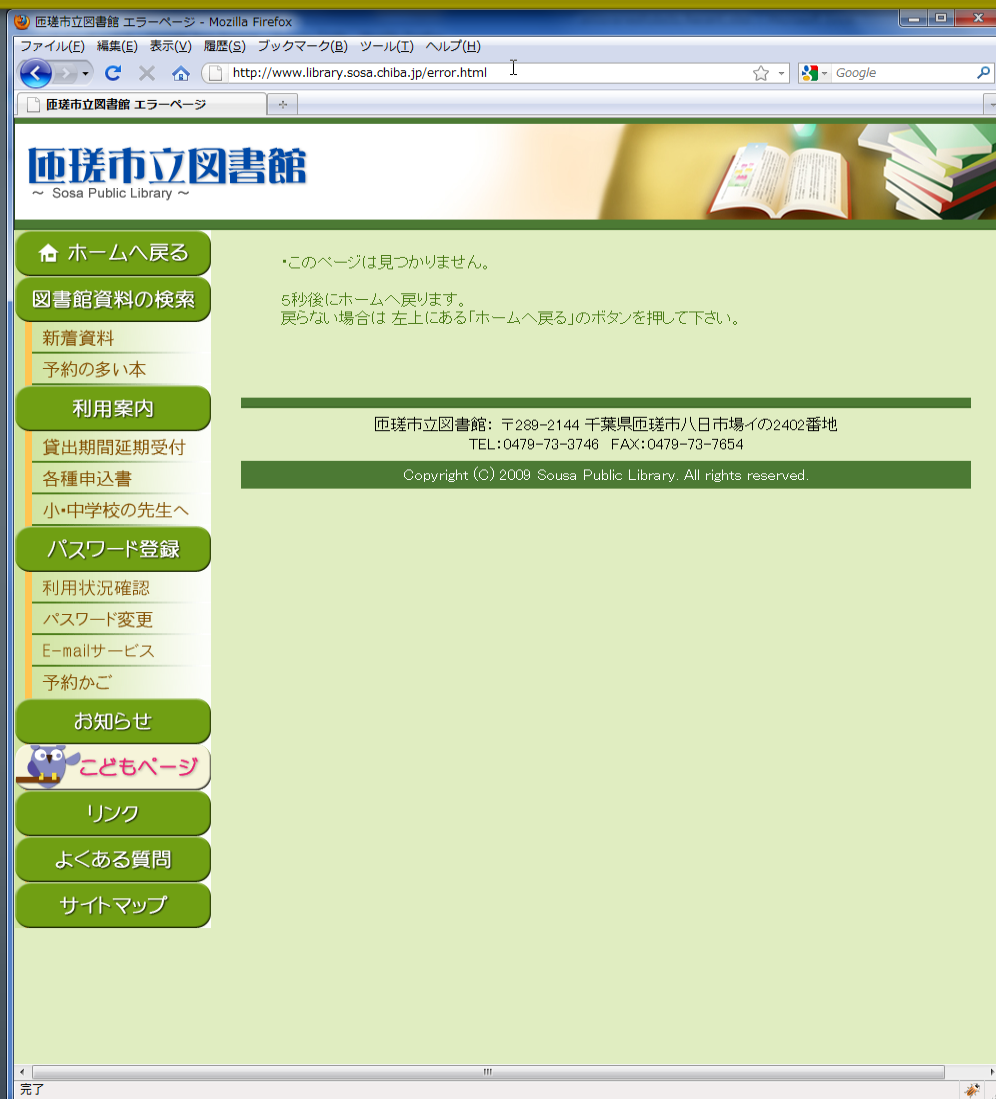 匝瑳市立図書館 エラーページ - Mozilla Firefox
ファイル(F) 編集(E) 表示(V) 履歴(S) ブックマーク(B) ツール(T) ヘルプ(H)
http://www.library.sosa.chiba.jp/error.html
Google
匝瑳市立図書館 エラーページ
匝瑳市立図書館
～ Sosa Public Library ～
ホームへ戻る
図書館資料の検索
新着資料
予約の多い本
利用案内
貸出期間延期受付
各種申込書
小・中学校の先生へ
パスワード登録
利用状況確認
パスワード変更
E-mailサービス
予約かご
お知らせ
こどもページ
リンク
よくある質問
サイトマップ
・このページは見つかりません。
5秒後にホームへ戻ります。
戻らない場合は 左上にある「ホームへ戻る」のボタンを押して下さい。
匝瑳市立図書館： 〒289-2144 千葉県匝瑳市八日市場イの2402番地
TEL：0479-73-3746 FAX：0479-73-7654
Copyright (C) 2009 Sousa Public Library. All rights reserved.
完了